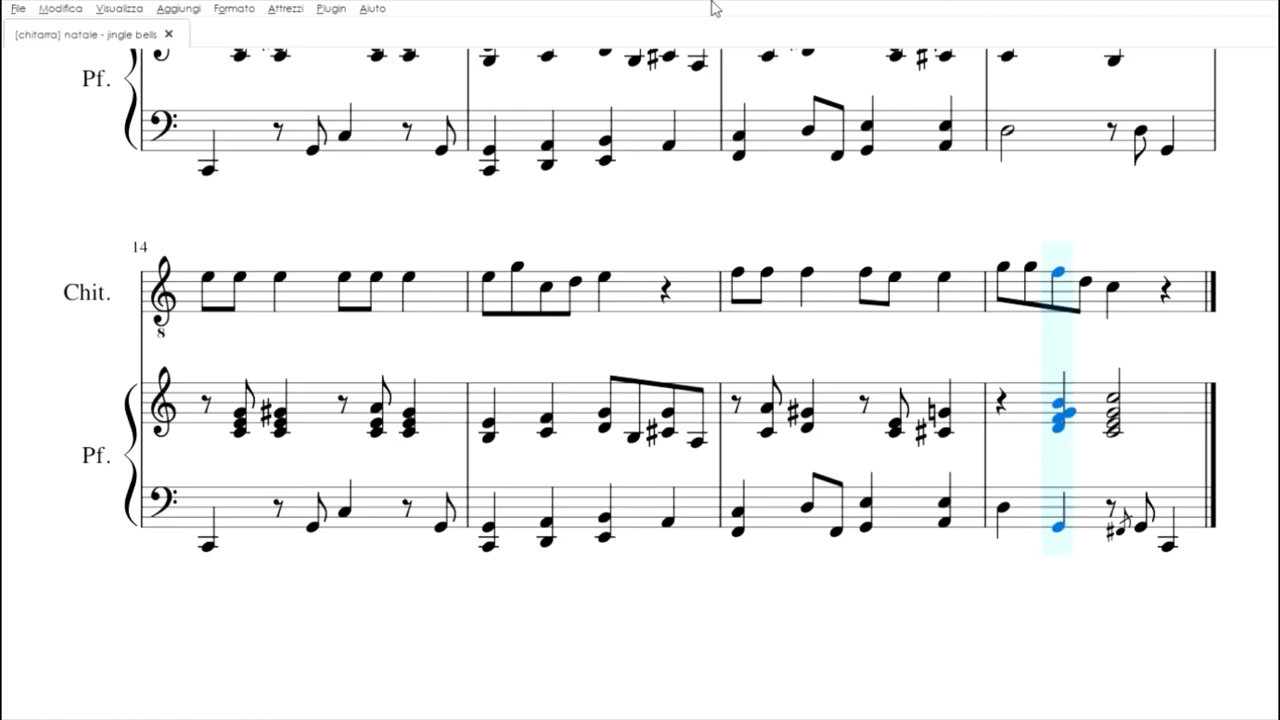 File Modifica Visualizza Aggiungi Formato Attrezzi Plugin Aiuto
[chitarra] natale - jingle bells ×
Pf.
14
Chit.
8
Pf.